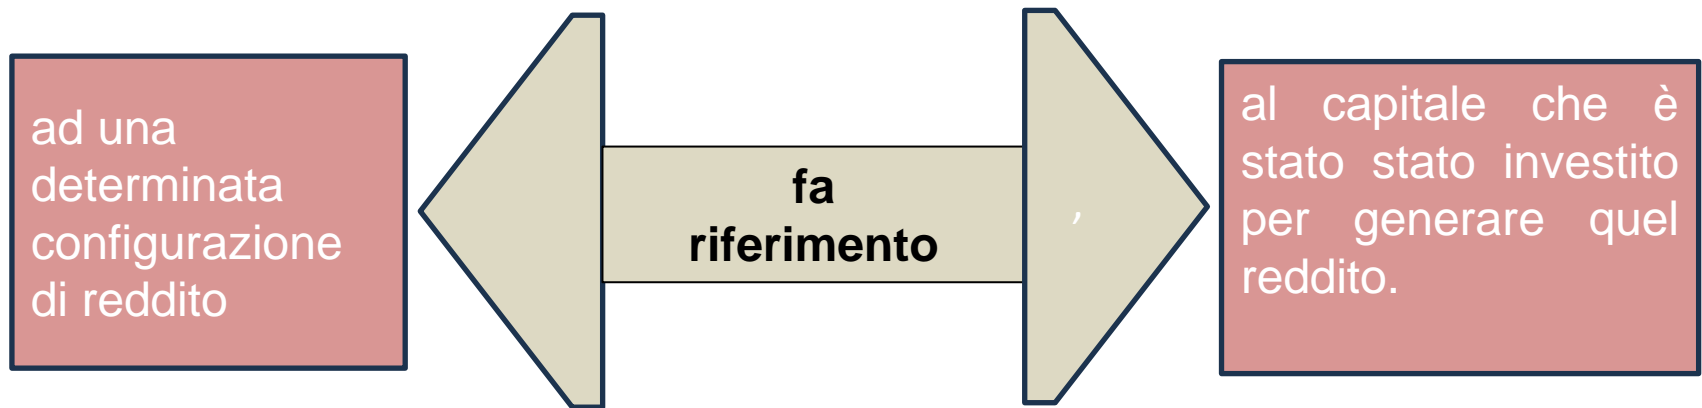 ad una
determinata
configurazione
di reddito
fa
riferimento
,
al capitale che è
stato stato investito
per generare quel
reddito.